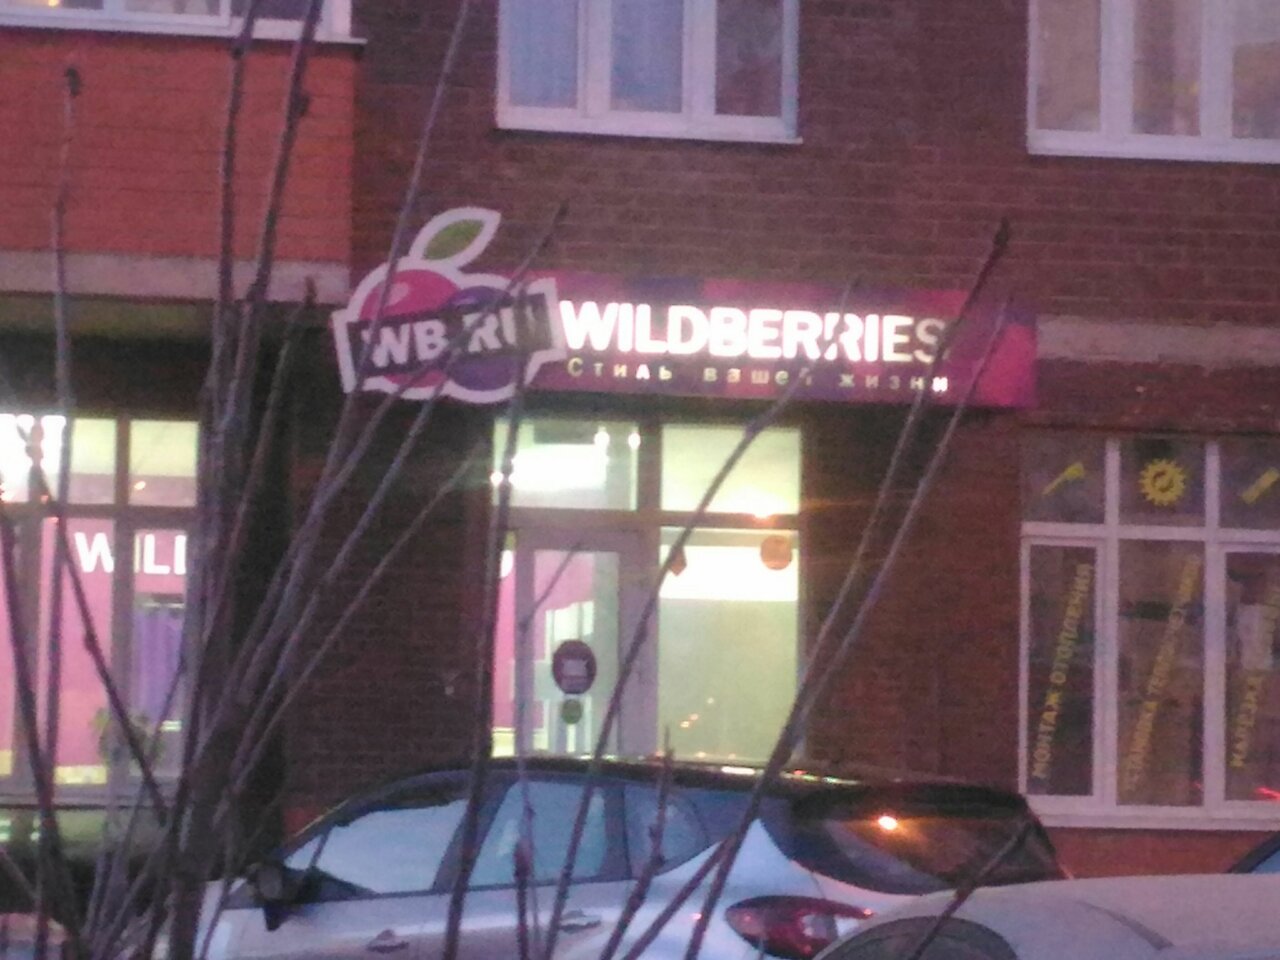 WB.RU
WILDBERRIES
Стиль вашей жизни
WILD
МОНТАЖ ОТОПЛЕНИЯ